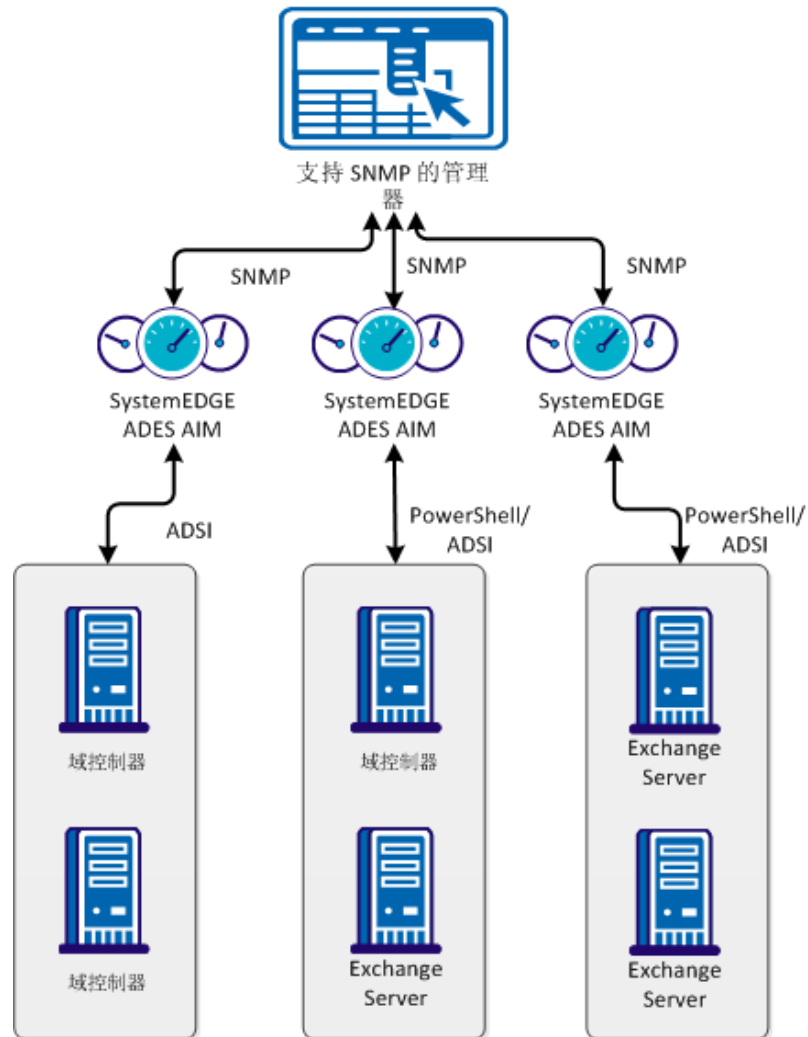 支持 SNMP 的管理
器
SNMP
SNMP
SNMP
SystemEDGE
ADES AIM
SystemEDGE
ADES AIM
SystemEDGE
ADES AIM
ADSI
PowerShell/
ADSI
PowerShell/
ADSI
域控制器
域控制器
Exchange
Server
域控制器
Exchange
Server
Exchange
Server